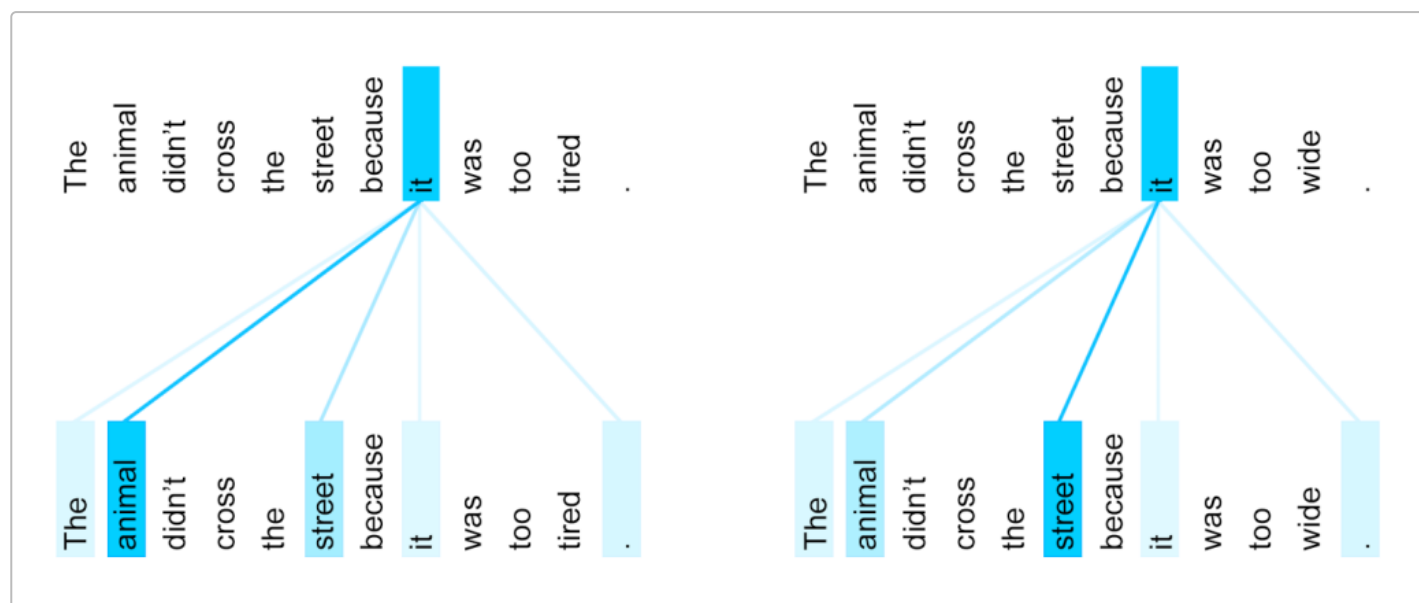 The animal didn't cross the street because it was too tired .
The animal didn't cross the street because it was too wide .
The animal didn't cross the street because it was too tired .
The animal didn't cross the street because it was too wide .